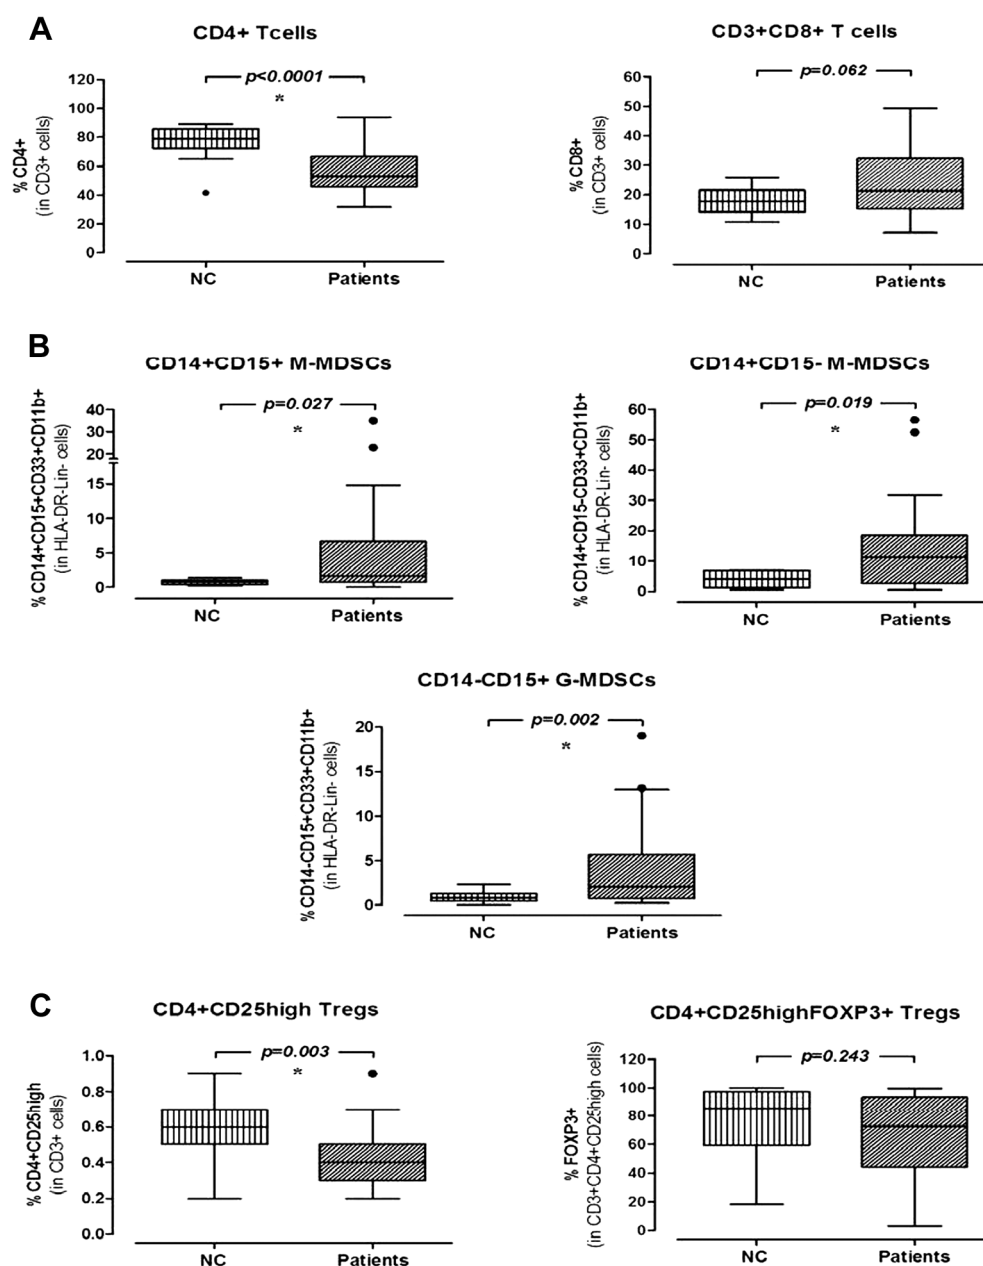 A
CD4+ Tcells
p<0.0001
*
% CD4+
(in CD3+ cells)
120
100
80
60
40
20
0
NC
Patients
CD3+CD8+ T cells
p=0.062
% CD8+
(in CD3+ cells)
60
50
40
30
20
10
0
NC
Patients
B
CD14+CD15+ M-MDSCs
p=0.027
*
% CD14+CD15+CD33+CD11b+
(in HLA-DR-Lin- cells)
40
30
20
15
10
5
0
NC
Patients
CD14+CD15- M-MDSCs
p=0.019
*
% CD14+CD15-CD33+CD11b+
(in HLA-DR-Lin- cells)
60
50
40
30
20
10
0
NC
Patients
CD14-CD15+ G-MDSCs
p=0.002
*
% CD14-CD15+CD33+CD11b+
(in HLA-DR-Lin- cells)
20
15
10
5
0
NC
Patients
C
CD4+CD25high Tregs
p=0.003
*
% CD4+CD25high
(in CD3+ cells)
1.0
0.8
0.6
0.4
0.2
0.0
NC
Patients
CD4+CD25highFOXP3+ Tregs
p=0.243
% FOXP3+
(in CD3+CD4+CD25high cells)
120
100
80
60
40
20
0
NC
Patients